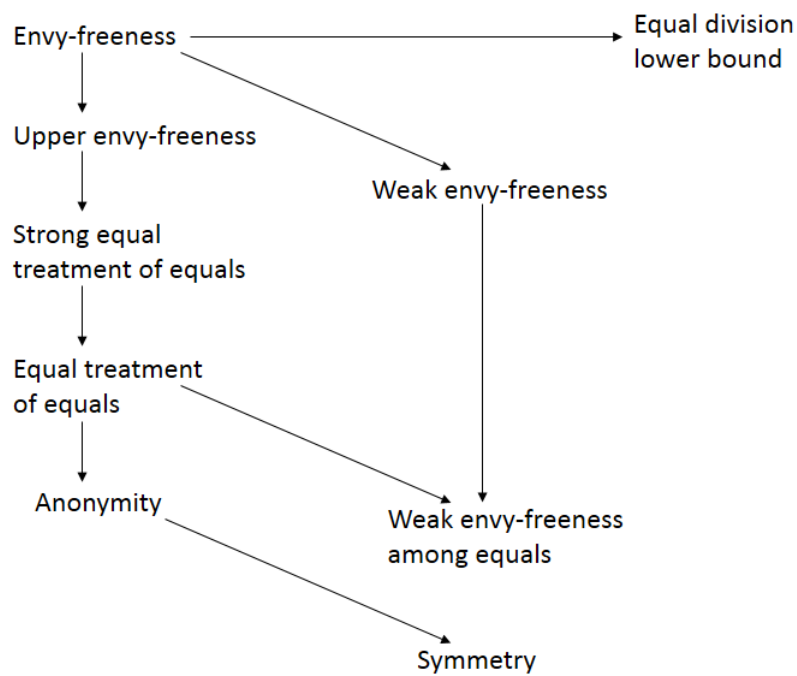 Envy-freeness
Equal division
lower bound
Upper envy-freeness
Weak envy-freeness
Strong equal
treatment of equals
Equal treatment
of equals
Anonymity
Weak envy-freeness
among equals
Symmetry